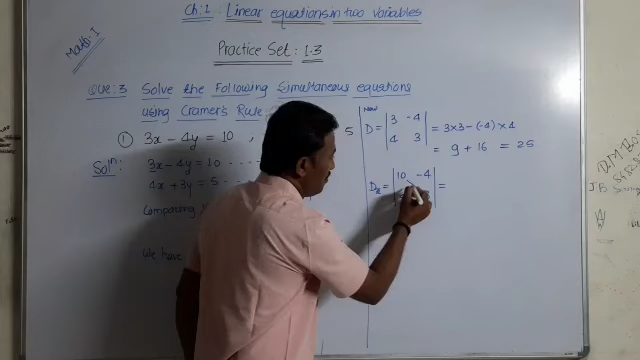 Ch:1. Linear equations in two variables
Math-I
Practice Set: 1.3
Que:3 Solve the Following Simultaneous equations
using Cramer's Rule
① 3x - 4y = 10 , 5
Solⁿ: 3x - 4y = 10 - - -
4x + 3y = 5 - - -
Comparing
we have
Now
D = | 3 -4 | = 3 x 3 - (-4) x 4
| 4 3 |
= 9 + 16 = 25
Dx = | 10 -4 | =